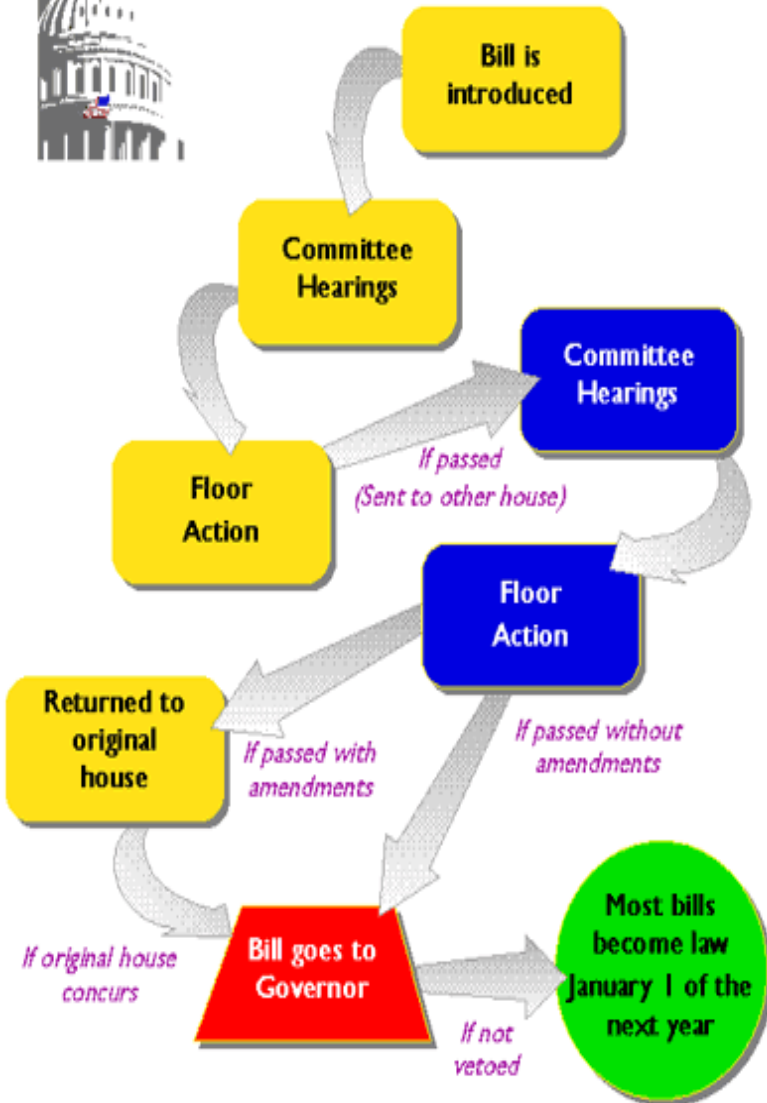 Bill is
introduced
Committee
Hearings
Committee
Hearings
If passed
(Sent to other house)
Floor
Action
Floor
Action
Returned to
original
house
If passed with
amendments
If passed without
amendments
If original house
concurs
Bill goes to
Governor
If not
vetoed
Most bills
become law
January 1 of the
next year